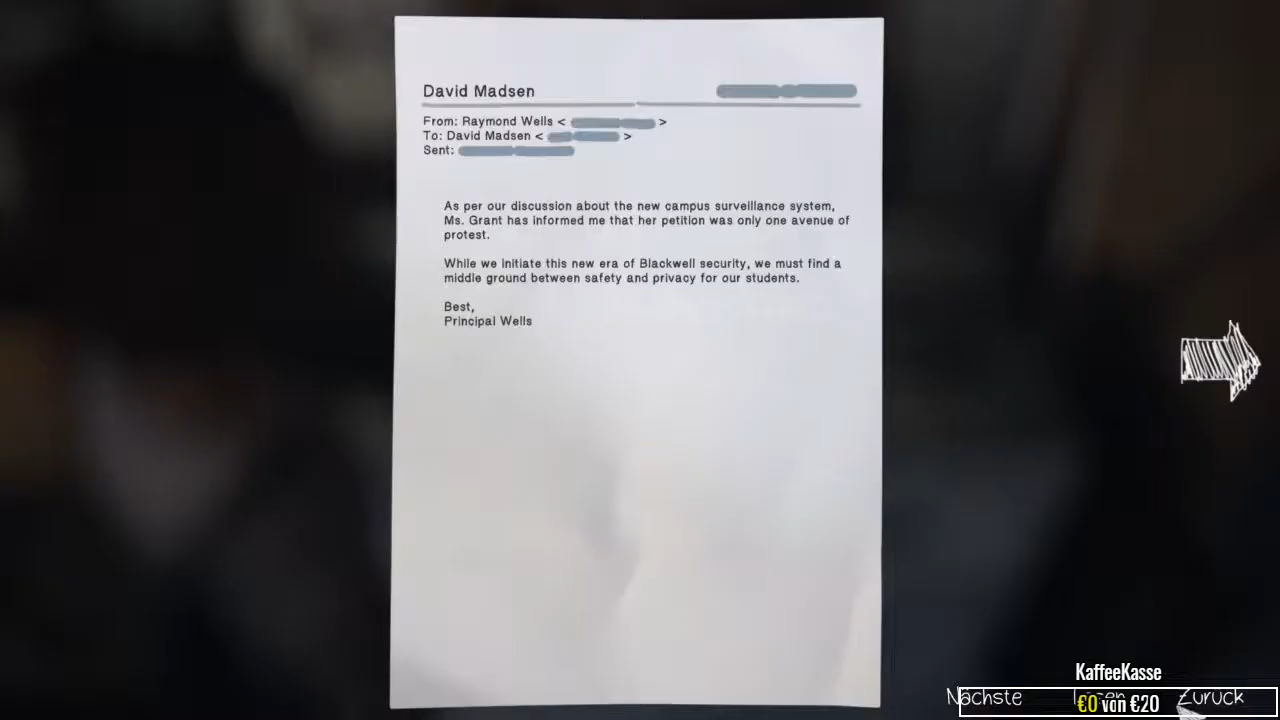 David Madsen
From: Raymond Wells < >
To: David Madsen < >
Sent:
As per our discussion about the new campus surveillance system,
Ms. Grant has informed me that her petition was only one avenue of
protest.
While we initiate this new era of Blackwell security, we must find a
middle ground between safety and privacy for our students.
Best,
Principal Wells
KaffeeKasse
Nächste Zurück
€0 von €20